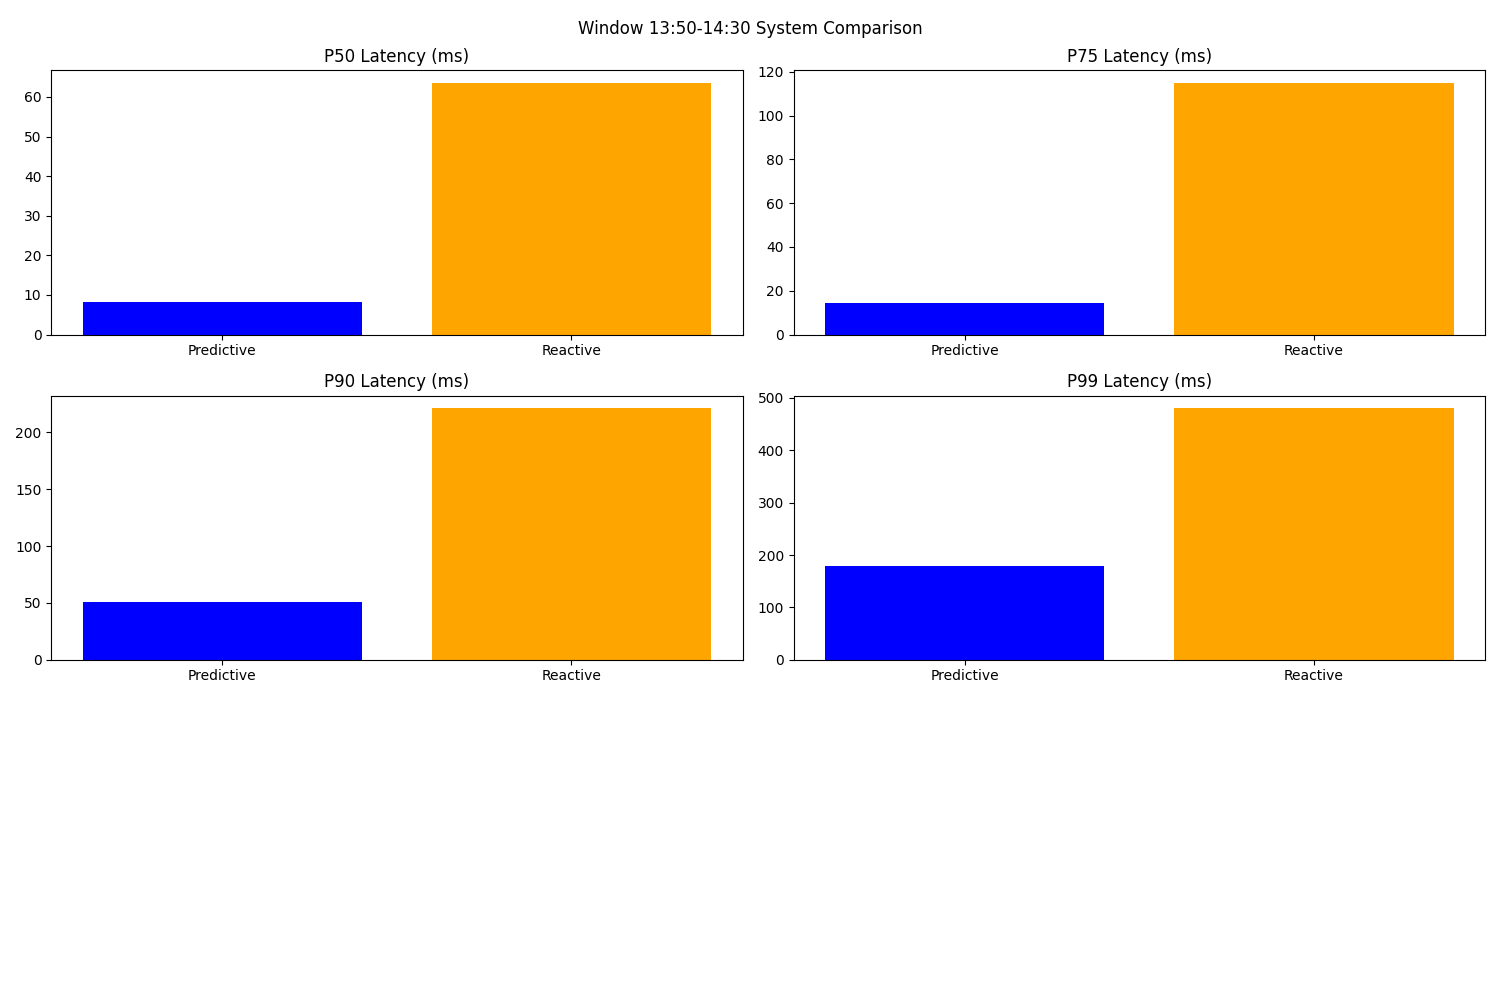 Window 13:50-14:30 System Comparison
P50 Latency (ms)
60
50
40
30
20
10
0
Predictive Reactive
P75 Latency (ms)
120
100
80
60
40
20
0
Predictive Reactive
P90 Latency (ms)
200
150
100
50
0
Predictive Reactive
P99 Latency (ms)
500
400
300
200
100
0
Predictive Reactive